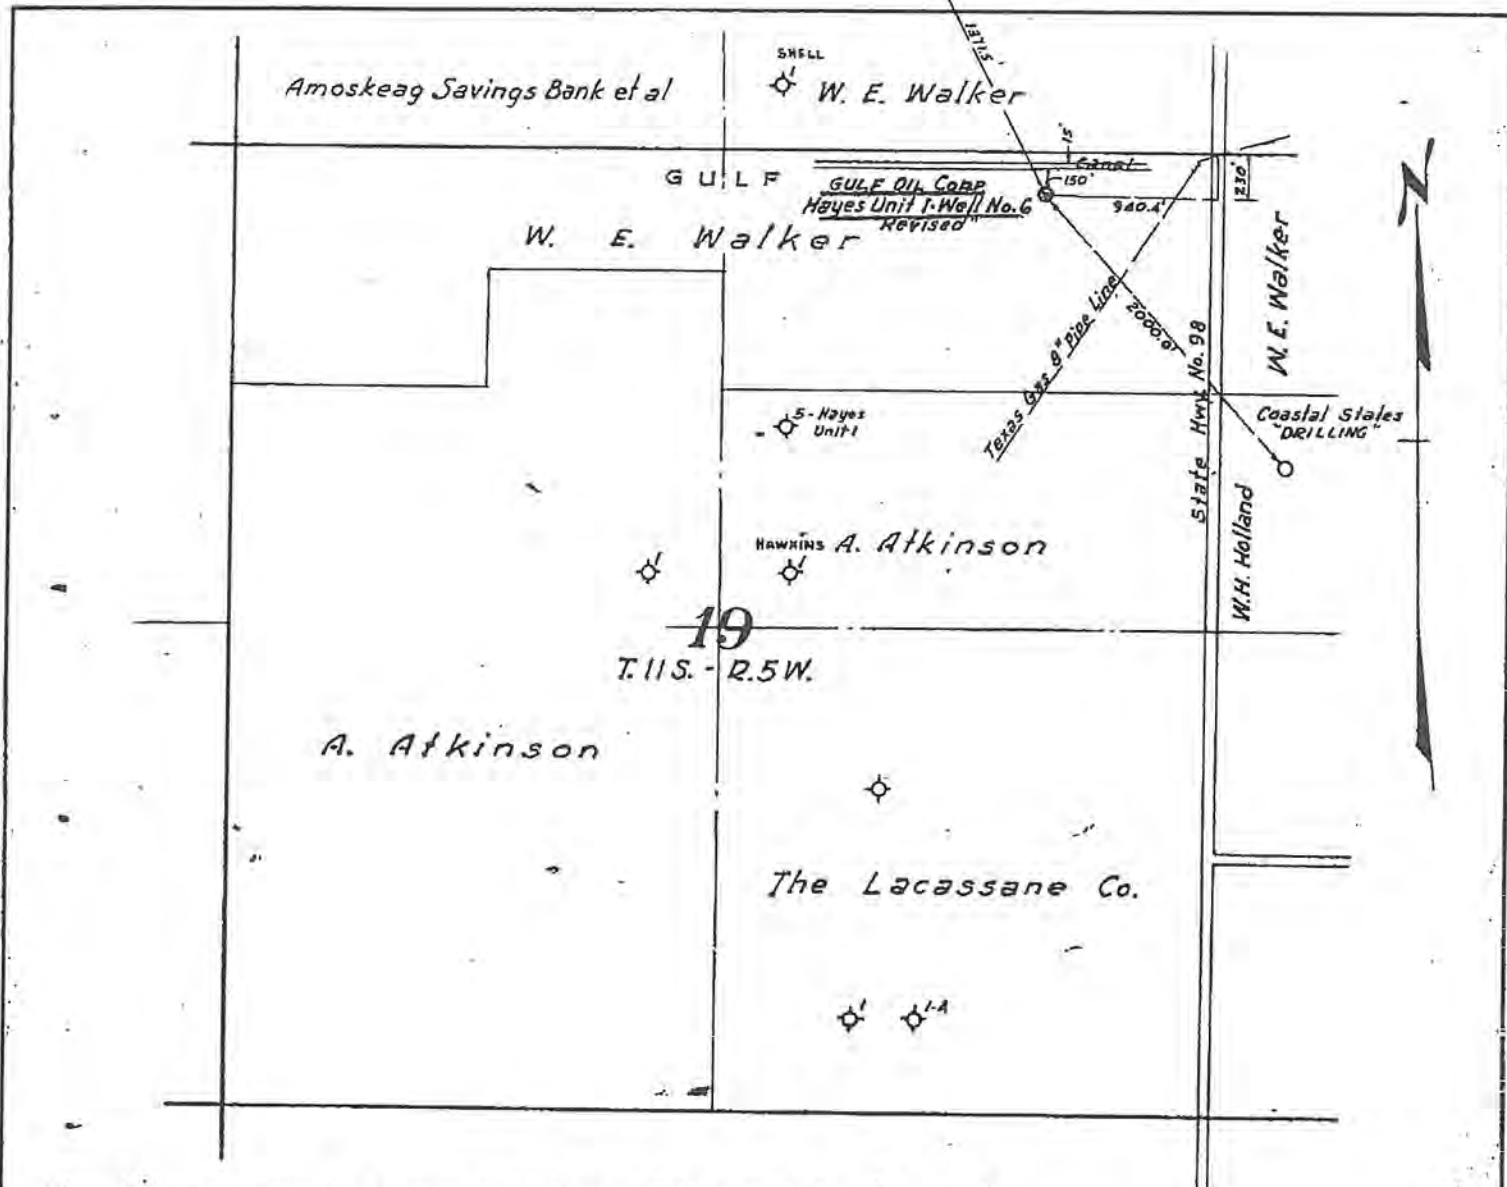 1371.5'
SHELL
1
Amoskeag Savings Bank et al
W. E. Walker
15'
Canal
GULF
GULF OIL CORP
150'
230'
Hayes Unit 1-Well No.6
940.4'
"Revised"
W. E. Walker
W. E. Walker
Texas Gas 8" Pipe Line
2000.0'
State Hwy. No. 98
5-Hayes
Unit 1
Coastal States
"DRILLING"
W.H. Holland
HAWKINS A. Atkinson
1
1
19
T. 11 S. - R. 5 W.
A. Atkinson
The Lacassane Co.
1
1-A
N